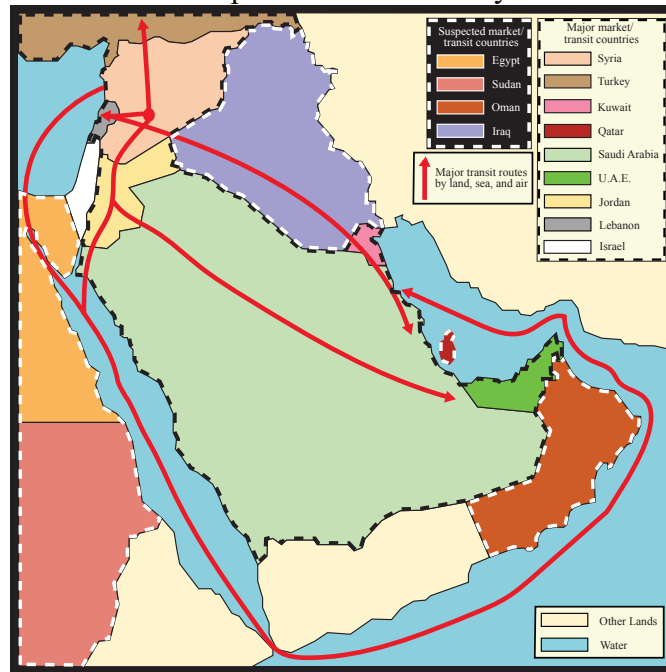 Suspected market/
transit countries
Egypt
Sudan
Oman
Iraq
Major transit routes
by land, sea, and air
Major market/
transit countries
Syria
Turkey
Kuwait
Qatar
Saudi Arabia
U.A.E.
Jordan
Lebanon
Israel
Other Lands
Water